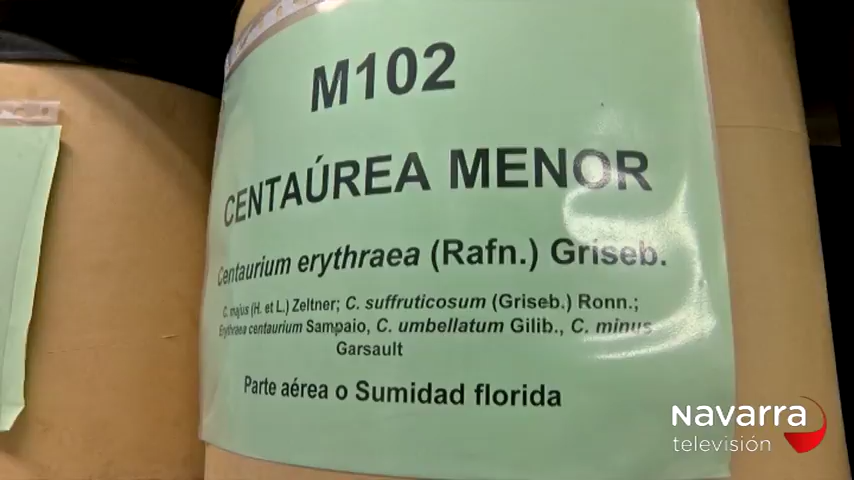 M102
CENTAÚREA MENOR
Centaurium erythraea (Rafn.) Griseb.
C. majus (H. et L.) Zeltner; C. suffruticosum (Griseb.) Ronn.;
Erythraea centaurium Sampaio, C. umbellatum Gilib., C. minus
Garsault
Parte aérea o Sumidad florida
Navarra
televisión